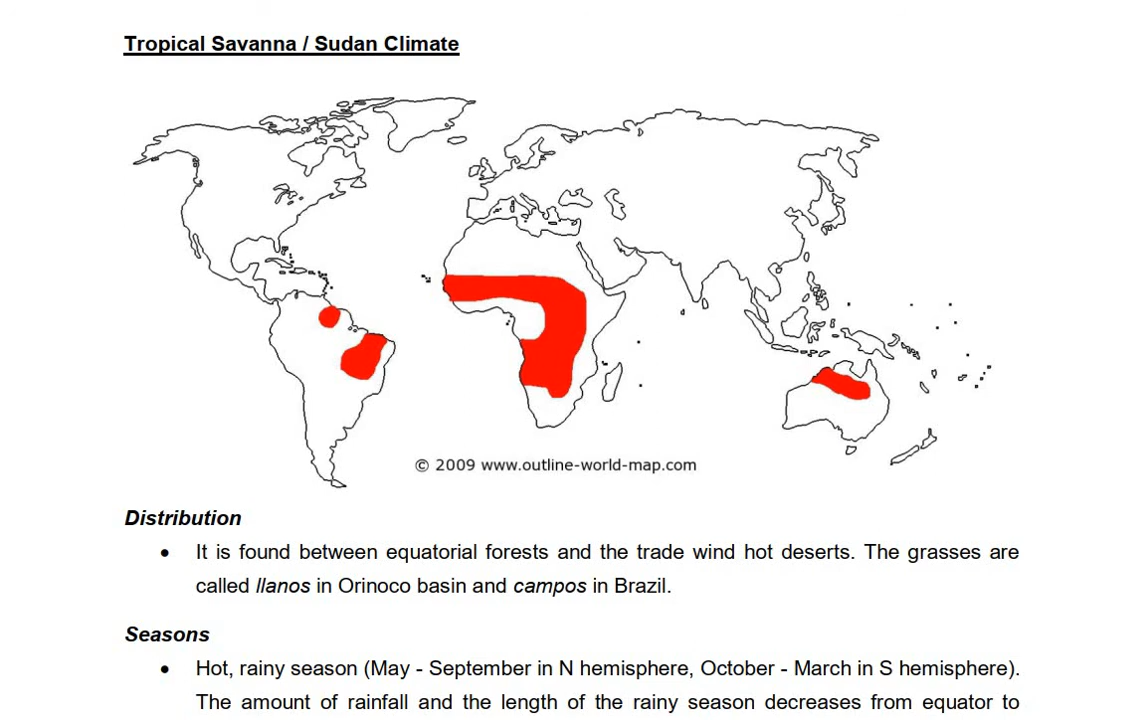 Tropical Savanna / Sudan Climate
© 2009 www.outline-world-map.com
Distribution
• It is found between equatorial forests and the trade wind hot deserts. The grasses are
called llanos in Orinoco basin and campos in Brazil.
Seasons
• Hot, rainy season (May - September in N hemisphere, October - March in S hemisphere).
The amount of rainfall and the length of the rainy season decreases from equator to